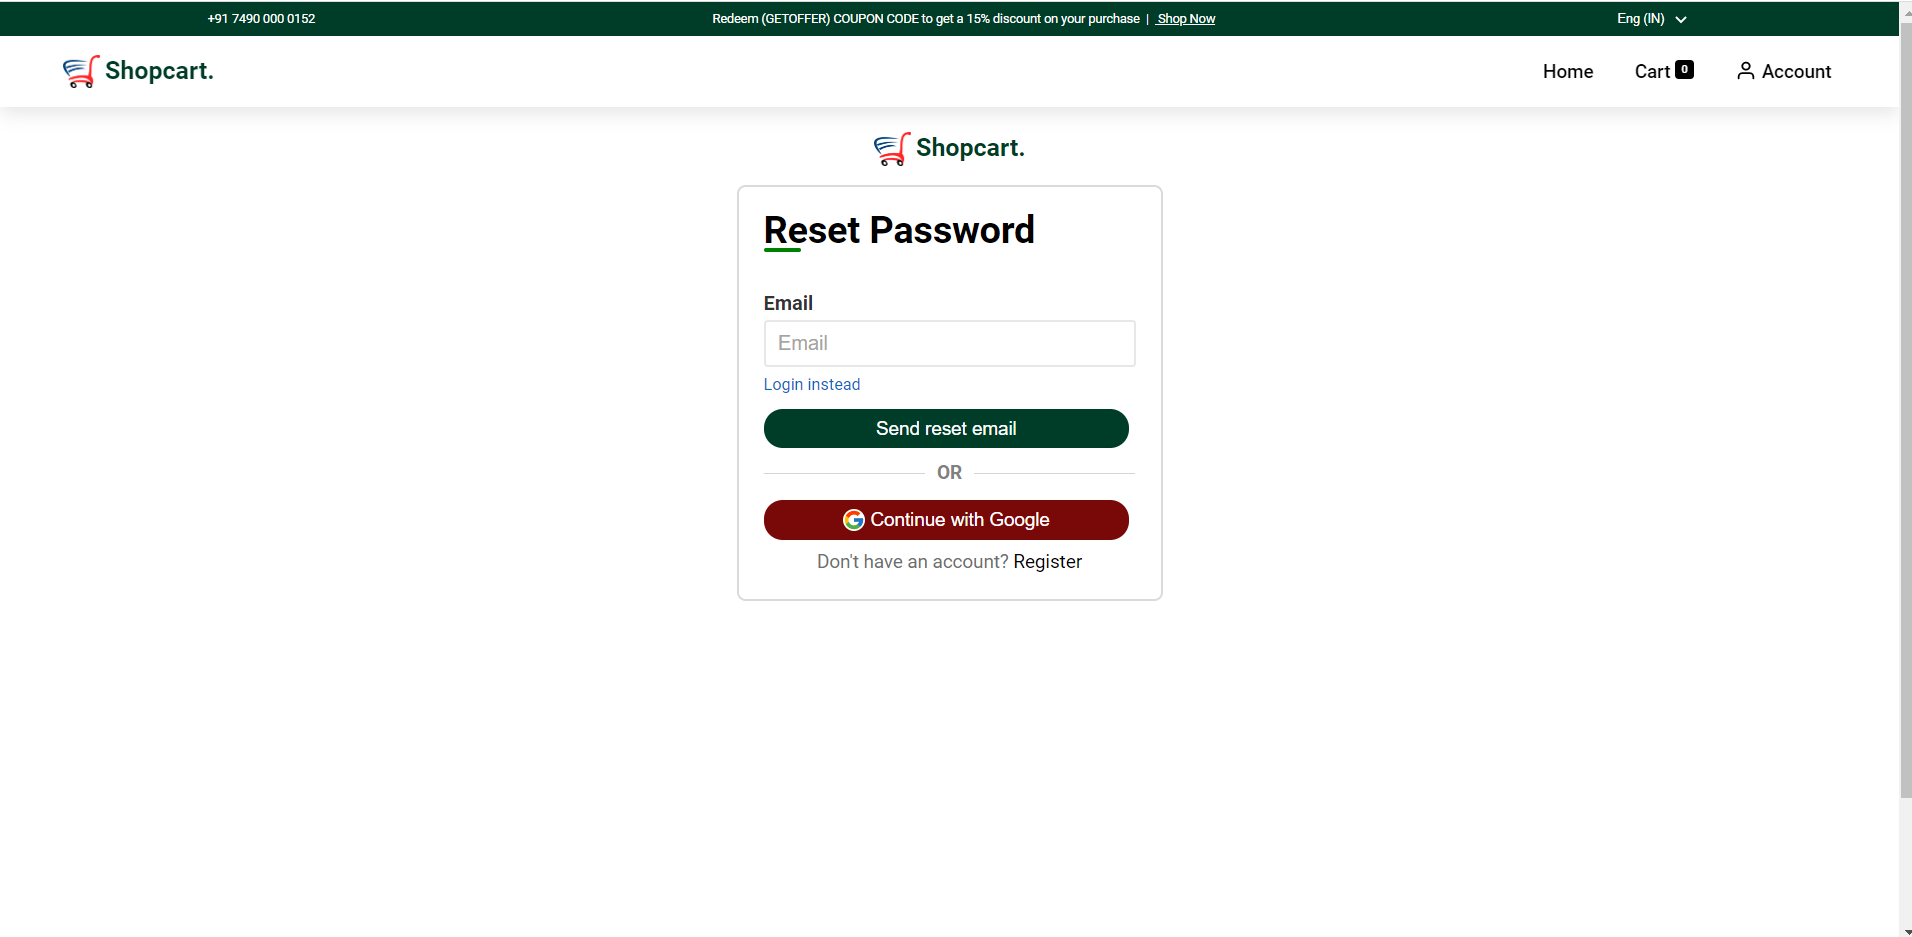 +91 7490 000 0152
Redeem (GETOFFER) COUPON CODE to get a 15% discount on your purchase | Shop Now
Eng (IN)
Shopcart.
Home
Cart 0
Account
Shopcart.
Reset Password
Email
Email
Login instead
Send reset email
OR
Continue with Google
Don't have an account? Register